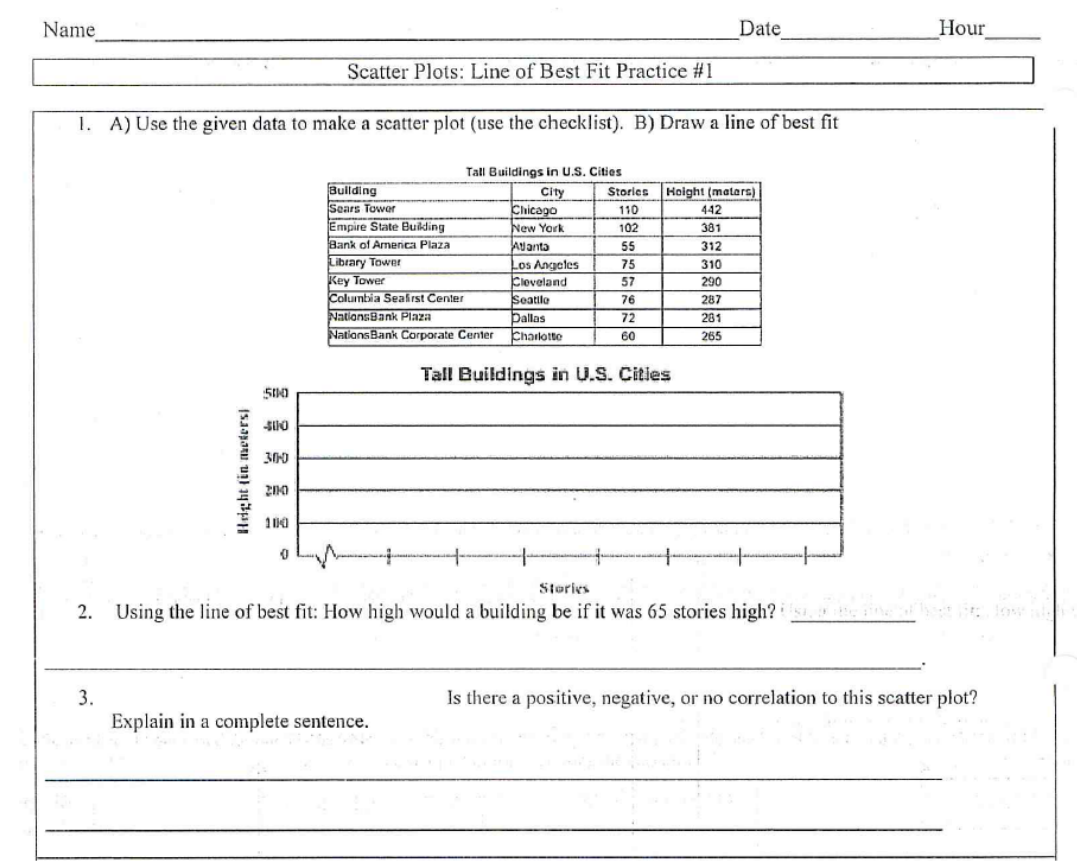 Name Date Hour
Scatter Plots: Line of Best Fit Practice #1
1. A) Use the given data to make a scatter plot (use the checklist). B) Draw a line of best fit
Tall Buildings in U.S. Cities
Building City Stories Height (meters)
Sears Tower Chicago 110 442
Empire State Building New York 102 381
Bank of America Plaza Atlanta 55 312
Library Tower Los Angeles 75 310
Key Tower Cleveland 57 290
Columbia Seafirst Center Seattle 76 287
NationsBank Plaza Dallas 72 281
NationsBank Corporate Center Charlotte 60 265
Tall Buildings in U.S. Cities
Height (in meters)
500
400
300
200
100
0
Stories
2. Using the line of best fit: How high would a building be if it was 65 stories high?
.
3. Is there a positive, negative, or no correlation to this scatter plot?
Explain in a complete sentence.